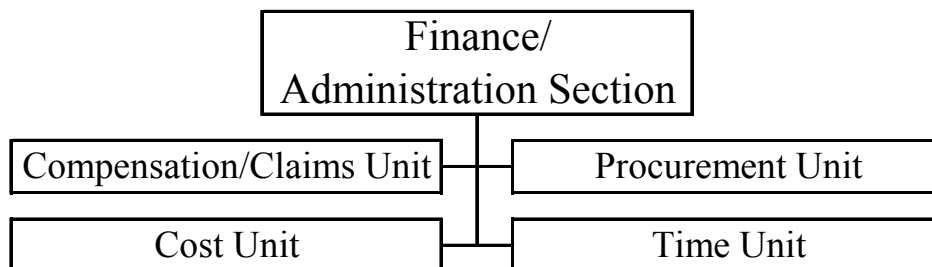 Finance/
Administration Section
Compensation/Claims Unit
Procurement Unit
Cost Unit
Time Unit